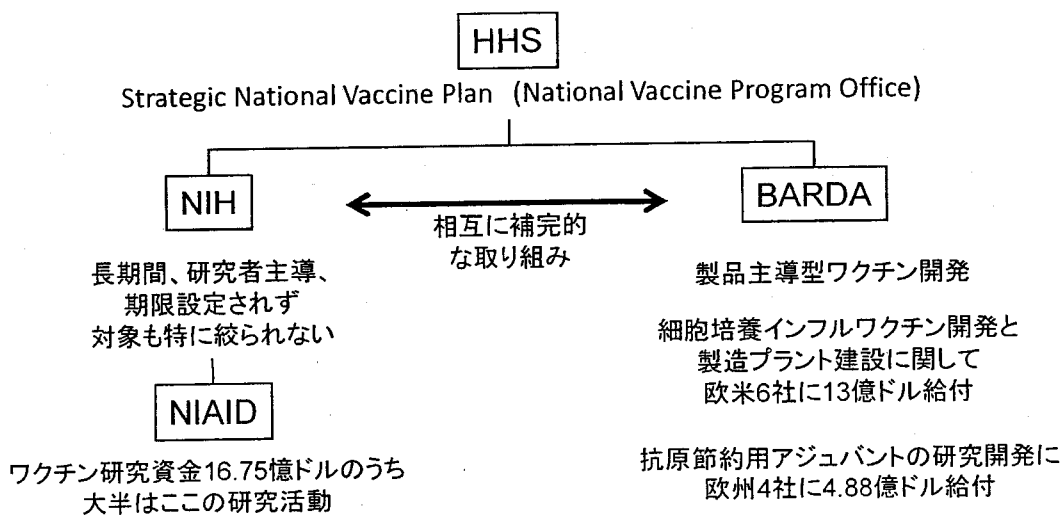 HHS
Strategic National Vaccine Plan (National Vaccine Program Office)
NIH
BARDA
相互に補完的
な取り組み
長期間、研究者主導、
期限設定されず
対象も特に絞られない
NIAID
ワクチン研究資金16.75億ドルのうち
大半はここの研究活動
製品主導型ワクチン開発
細胞培養インフルワクチン開発と
製造プラント建設に関して
欧米6社に13億ドル給付
抗原節約用アジュバントの研究開発に
欧州4社に4.88億ドル給付